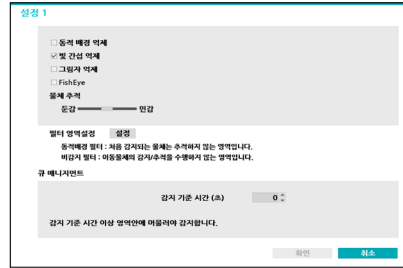 설정 1
동적 배경 억제
빛 간섭 억제
그림자 억제
FishEye
물체 추적
둔감 민감
필터 영역설정 설정
동적배경 필터 : 처음 감지되는 물체는 추적하지 않는 영역입니다.
비감지 필터 : 이동물체의 감지/추적을 수행하지 않는 영역입니다.
큐 매니지먼트
감지 기준 시간 (초) 0
감지 기준 시간 이상 영역안에 머물러야 감지합니다.
확인 취소